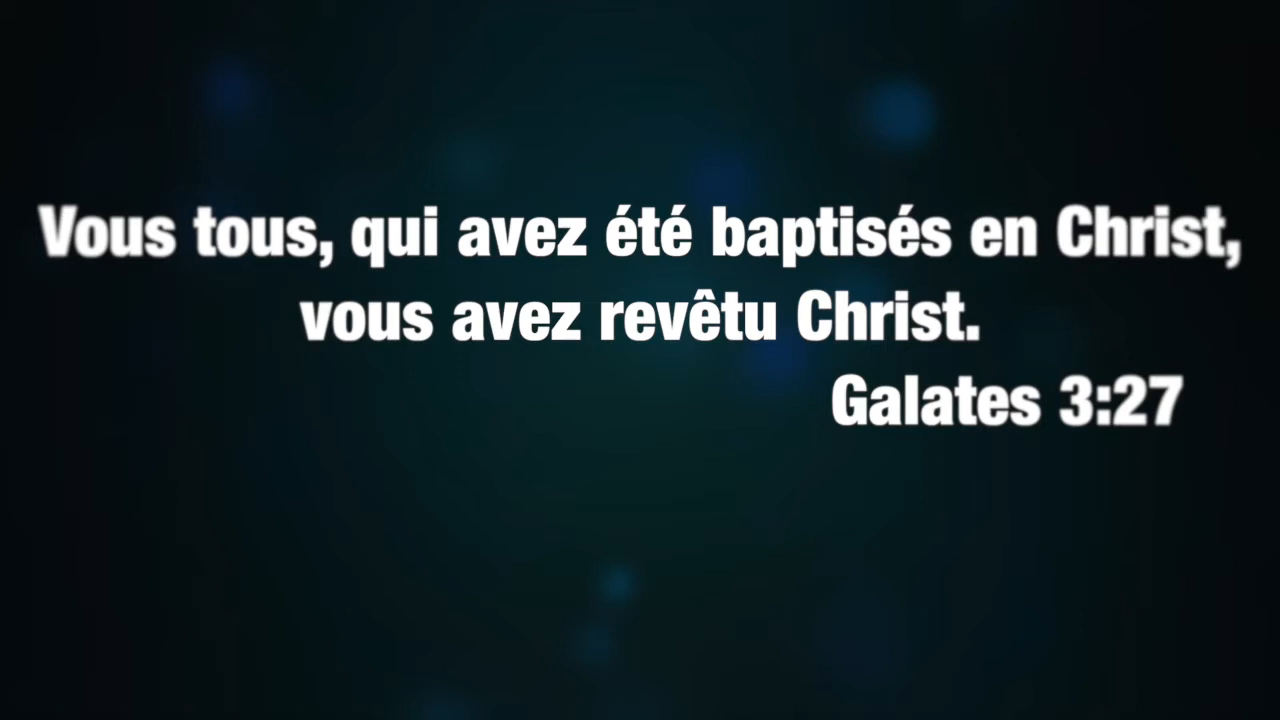 Vous tous, qui avez été baptisés en Christ,
vous avez revêtu Christ.
Galates 3:27